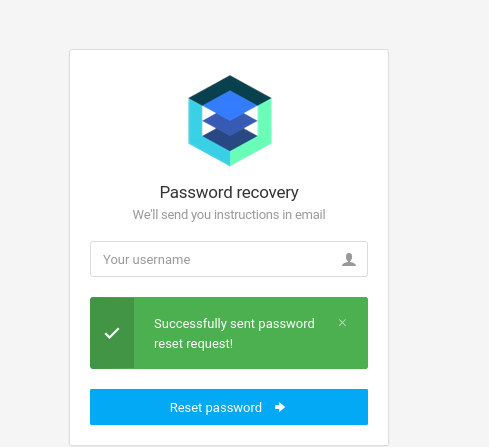 Password recovery
We'll send you instructions in email
Your username
Successfully sent password
reset request!
Reset password